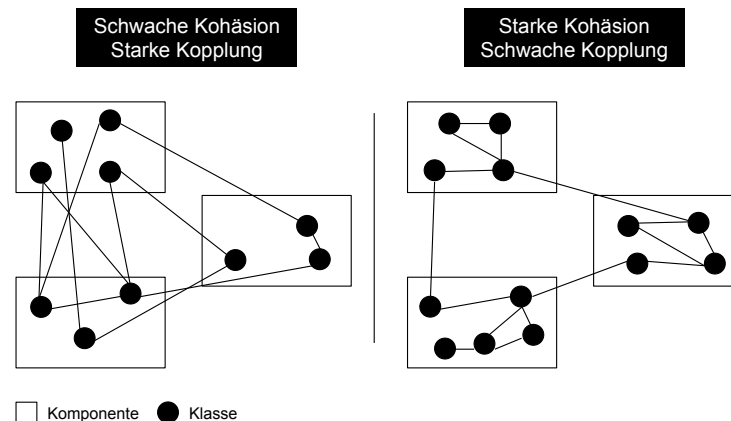 Schwache Kohäsion
Starke Kopplung
Starke Kohäsion
Schwache Kopplung
Komponente
Klasse